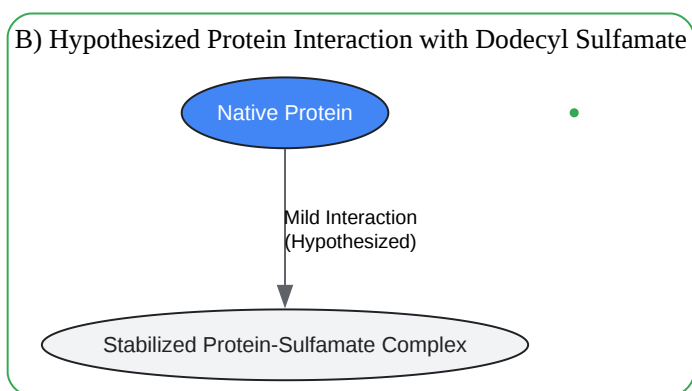 B) Hypothesized Protein Interaction with Dodecyl Sulfamate
Native Protein
Mild Interaction
(Hypothesized)
Stabilized Protein-Sulfamate Complex